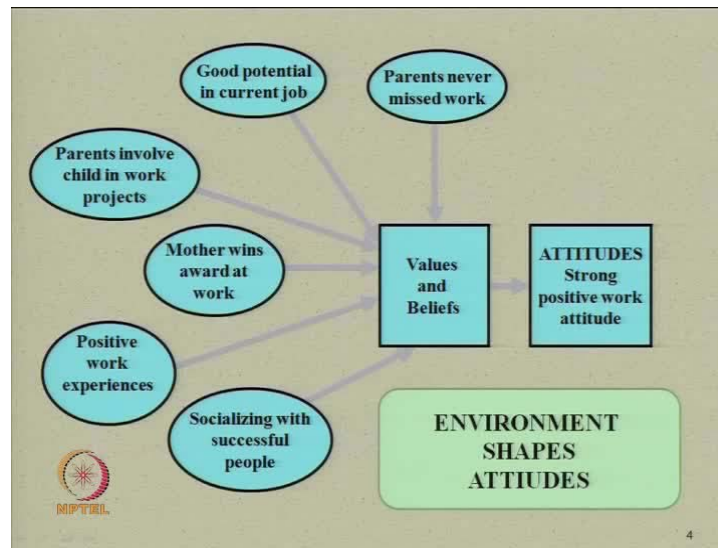 Good potential
in current job
Parents never
missed work
Parents involve
child in work
projects
Mother wins
award at
work
Values
and
Beliefs
ATTITUDES
Strong
positive work
attitude
Positive
work
experiences
Socializing with
successful
people
ENVIRONMENT
SHAPES
ATTIUDES
NPTEL
4